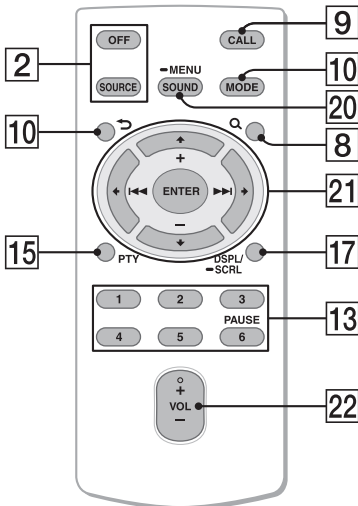 OFF
CALL
9
2
-MENU
10
SOURCE
SOUND
MODE
20
10
8
+
ENTER
21
-
15
PTY
DSPL/
-SCRL
17
1 2 3
PAUSE
13
4 5 6
+
VOL
-
22